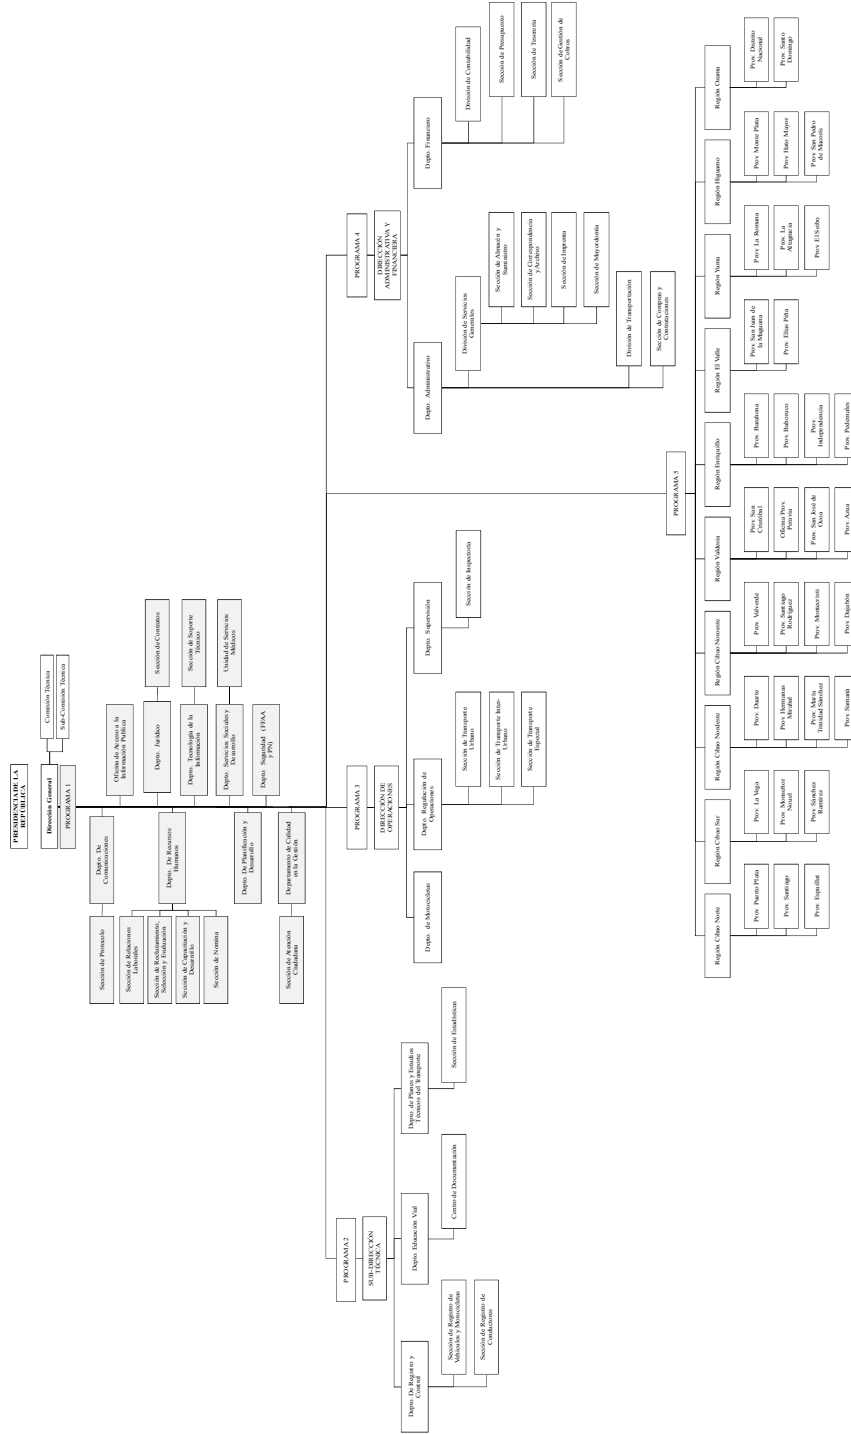 PRESIDENCIA DE LA
REPÚBLICA
Dirección General
PROGRAMA 1
Comisión Técnica
Sub-Comisión Técnica
Oficina de Acceso a la
Información Publica
Depto. De
Comunicaciones
Sección de Protocolo
Depto. Jurídico
Sección de Contratos
Depto. De Recursos
Humanos
Sección de Relaciones
Laborales
Sección de Reclutamiento,
Selección y Evaluación
Sección de Capacitación y
Desarrollo
Sección de Nomina
Depto. Tecnología de la
Información
Sección de Soporte
Técnico
Depto. Servicios Sociales y
Desarrollo
Unidad de Servicios
Médicos
Depto. De Planificación y
Desarrollo
Depto. Seguridad (FFAA
y PN)
Departamento de Calidad
en la Gestión
Sección de Atención
Ciudadana
PROGRAMA 2
SUB-DIRECCIÓN
TÉCNICA
Depto. De Registro y
Control
Sección de Registro de
Vehículos y Motocicletas
Sección de Registro de
Conductores
Depto. Educación Vial
Centro de Documentación
Depto. de Planes y Estudios
Técnicos del Transporte
Sección de Estadísticas
PROGRAMA 3
DIRECCIÓN DE
OPERACIONES
Depto. de Motocicletas
Depto. Regulación de
Operaciones
Sección de Transporte
Urbano
Sección de Transporte Inter-
Urbano
Sección de Transporte
Especial
Depto. Supervisión
Sección de Inspectoría
PROGRAMA 4
DIRECCIÓN
ADMINISTRATIVA Y
FINANCIERA
Depto. Administrativo
División de Servicios
Generales
Sección de Almacén y
Suministro
Sección de Correspondencia
y Archivo
Sección de Imprenta
Sección de Mayordomía
División de Transportación
Sección de Compras y
Contrataciones
Depto. Financiero
División de Contabilidad
Sección de Presupuesto
Sección de Tesorería
Sección de Gestión de
Cobros
PROGRAMA 5
Región Cibao Norte
Prov. Puerto Plata
Prov. Santiago
Prov. Espaillat
Región Cibao Sur
Prov. La Vega
Prov. Monseñor
Nouel
Prov. Sánchez
Ramírez
Región Cibao Nordeste
Prov. Duarte
Prov. Hermanas
Mirabal
Prov. María
Trinidad Sánchez
Prov. Samaná
Región Cibao Noroeste
Prov. Valverde
Prov. Santiago
Rodríguez
Prov. Montecristi
Prov. Dajabón
Región Valdesia
Prov. San
Cristóbal
Oficina Prov.
Peravia
Prov. San José de
Ocoa
Prov. Azua
Región Enriquillo
Prov. Barahona
Prov. Bahoruco
Prov.
Independencia
Prov. Pedernales
Región El Valle
Prov. San Juan de
la Maguana
Prov. Elías Piña
Región Yuma
Prov. La Romana
Prov. La
Altagracia
Prov. El Seibo
Región Higuamo
Prov. Monte Plata
Prov. Hato Mayor
Prov. San Pedro
de Macorís
Región Ozama
Prov. Distrito
Nacional
Prov. Santo
Domingo